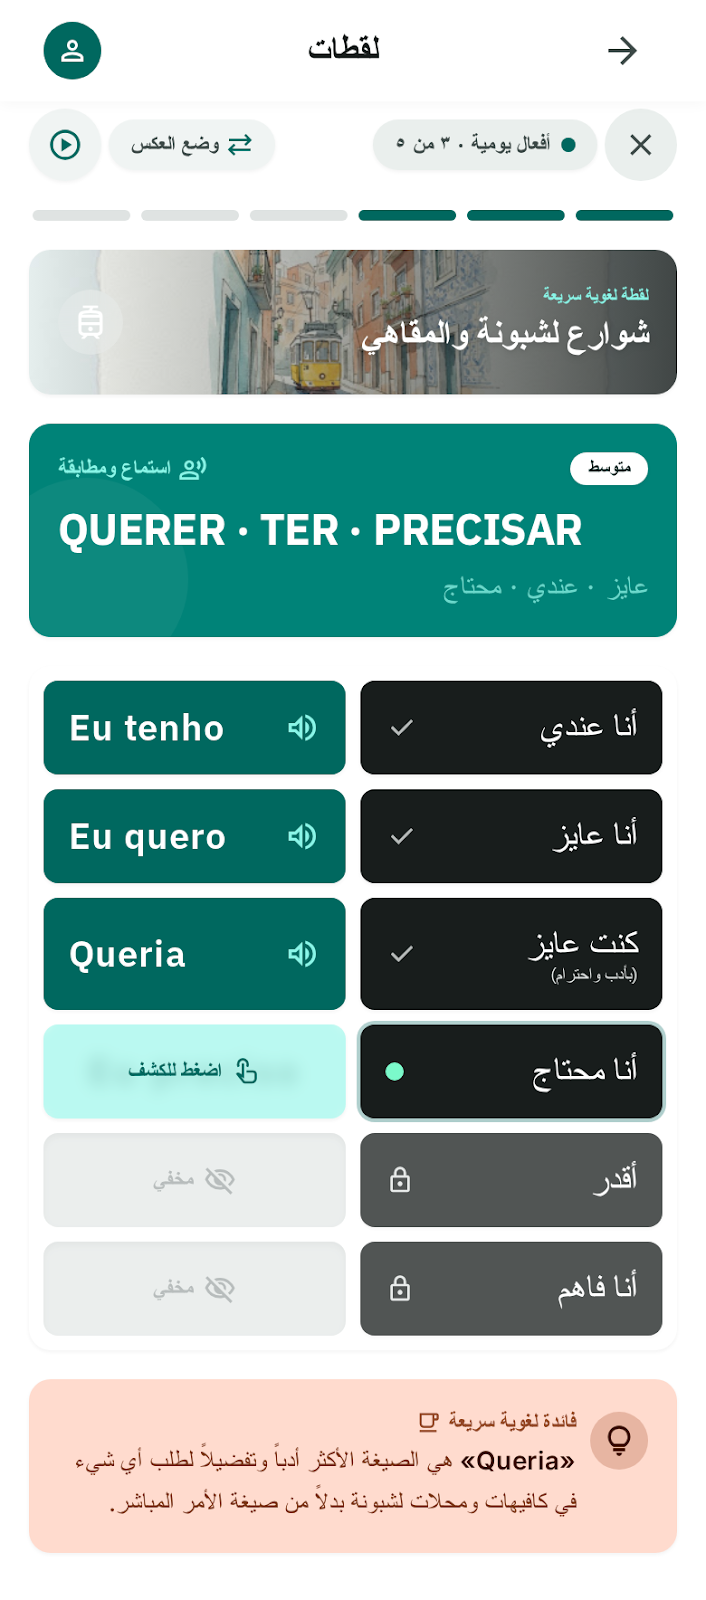 لقطات
أفعال يومية · ٣ من ٥
وضع العكس
لقطة لغوية سريعة
شوارع لشبونة والمقاهي
متوسط
استماع ومطابقة
QUERER · TER · PRECISAR
عايز · عندي · محتاج
أنا عندي
Eu tenho
أنا عايز
Eu quero
كنت عايز
(بأدب واحترام)
Queria
أنا محتاج
اضغط للكشف
أقدر
مخفي
أنا فاهم
مخفي
فائدة لغوية سريعة
«Queria» هي الصيغة الأكثر أدباً وتفضيلاً لطلب أي شيء
في كافيهات ومحلات لشبونة بدلاً من صيغة الأمر المباشر.